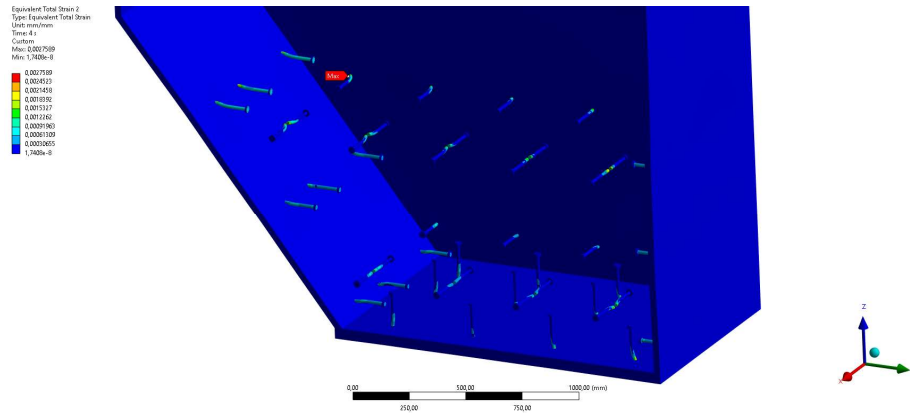 Equivalent Total Strain 2
Type: Equivalent Total Strain
Unit: mm/mm
Time: 4 s
Custom
Max: 0,0027589
Min: 1,7408e-8
0,0027589
0,0024523
0,0021458
0,0018392
0,0015327
0,0012262
0,00091963
0,00061309
0,00030655
1,7408e-8
Max
Z
X
0,00 500,00 1000,00 (mm)
250,00 750,00